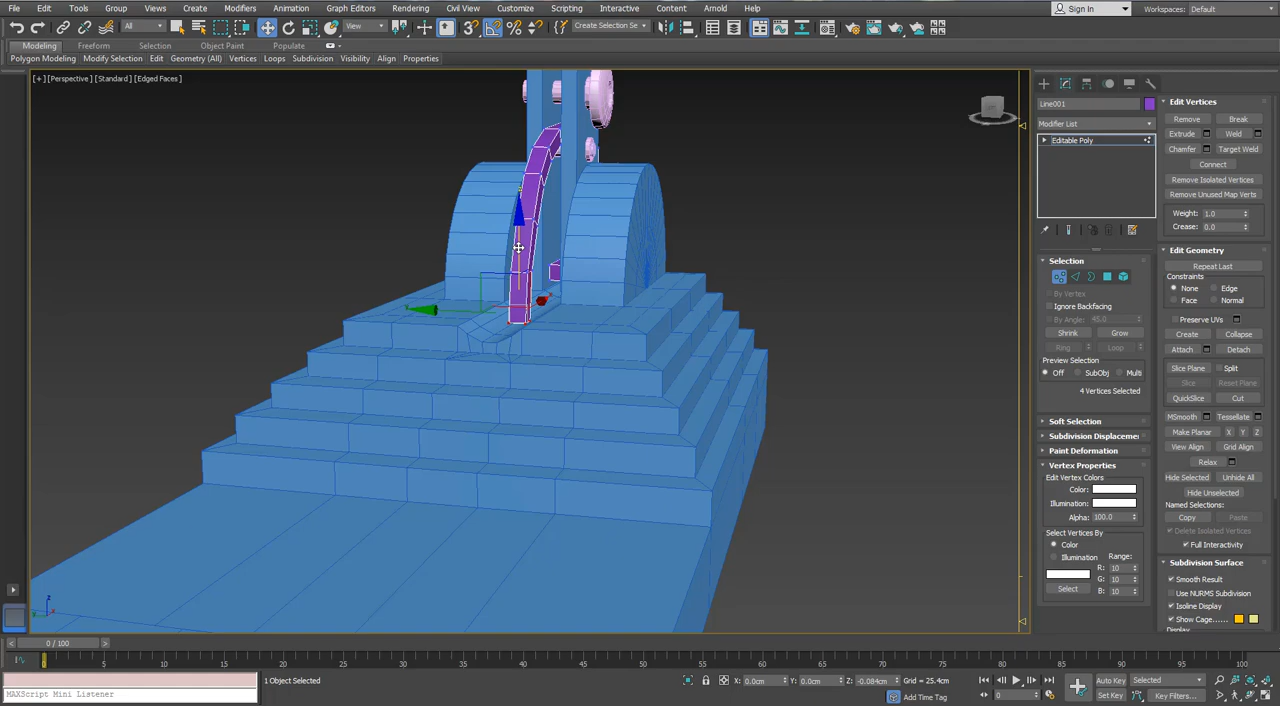 File Edit Tools Group Views Create Modifiers Animation Graph Editors Rendering Civil View Customize Scripting Interactive Content Arnold Help Sign In Workspaces: Default
All View Create Selection Se
Modeling Freeform Selection Object Paint Populate
Polygon Modeling Modify Selection Edit Geometry (All) Vertices Loops Subdivision Visibility Align Properties
[+] [Perspective] [Standard] [Edged Faces]
Line001
Modifier List
Editable Poly
Selection
By Vertex
Ignore Backfacing
By Angle: 45.0
Shrink Grow
Ring Loop
Preview Selection
Off SubObj Multi
4 Vertices Selected
Soft Selection
Subdivision Displaceme
Paint Deformation
Vertex Properties
Edit Vertex Colors
Color:
Illumination:
Alpha: 100.0
Select Vertices By
Color
Illumination
Range:
R: 10
G: 10
Select B: 10
Edit Vertices
Remove Break
Extrude Weld
Chamfer Target Weld
Connect
Remove Isolated Vertices
Remove Unused Map Verts
Weight: 1.0
Crease: 0.0
Edit Geometry
Repeat Last
Constraints
None Edge
Face Normal
Preserve UVs
Create Collapse
Attach Detach
Slice Plane Split
Slice Reset Plane
QuickSlice Cut
MSmooth Tessellate
Make Planar X Y Z
View Align Grid Align
Relax
Hide Selected Unhide All
Hide Unselected
Named Selections:
Copy Paste
Delete Isolated Vertices
Full Interactivity
Subdivision Surface
Smooth Result
Use NURMS Subdivision
Isoline Display
Show Cage......
0 / 100
0 5 10 15 20 25 30 35 40 45 50 55 60 65 70 75 80 85 90 95 100
1 Object Selected
X: 0.0cm Y: 0.0cm Z: -0.084cm Grid = 25.4cm
Auto Key Selected
MAXScript Mini Listener
Add Time Tag
0
Set Key Key Filters...